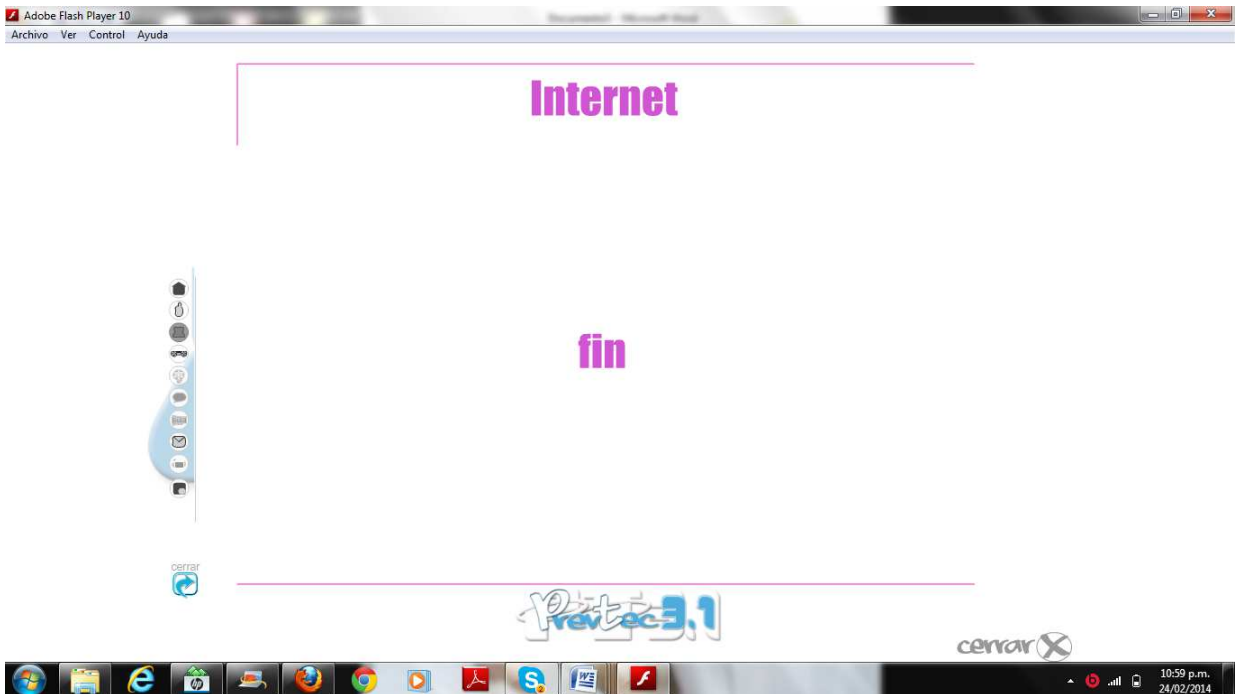 Adobe Flash Player 10
Archivo Ver Control Ayuda
Internet
fin
cerrar
Prevtec 3.1
cerrar X
10:59 p.m.
24/02/2014